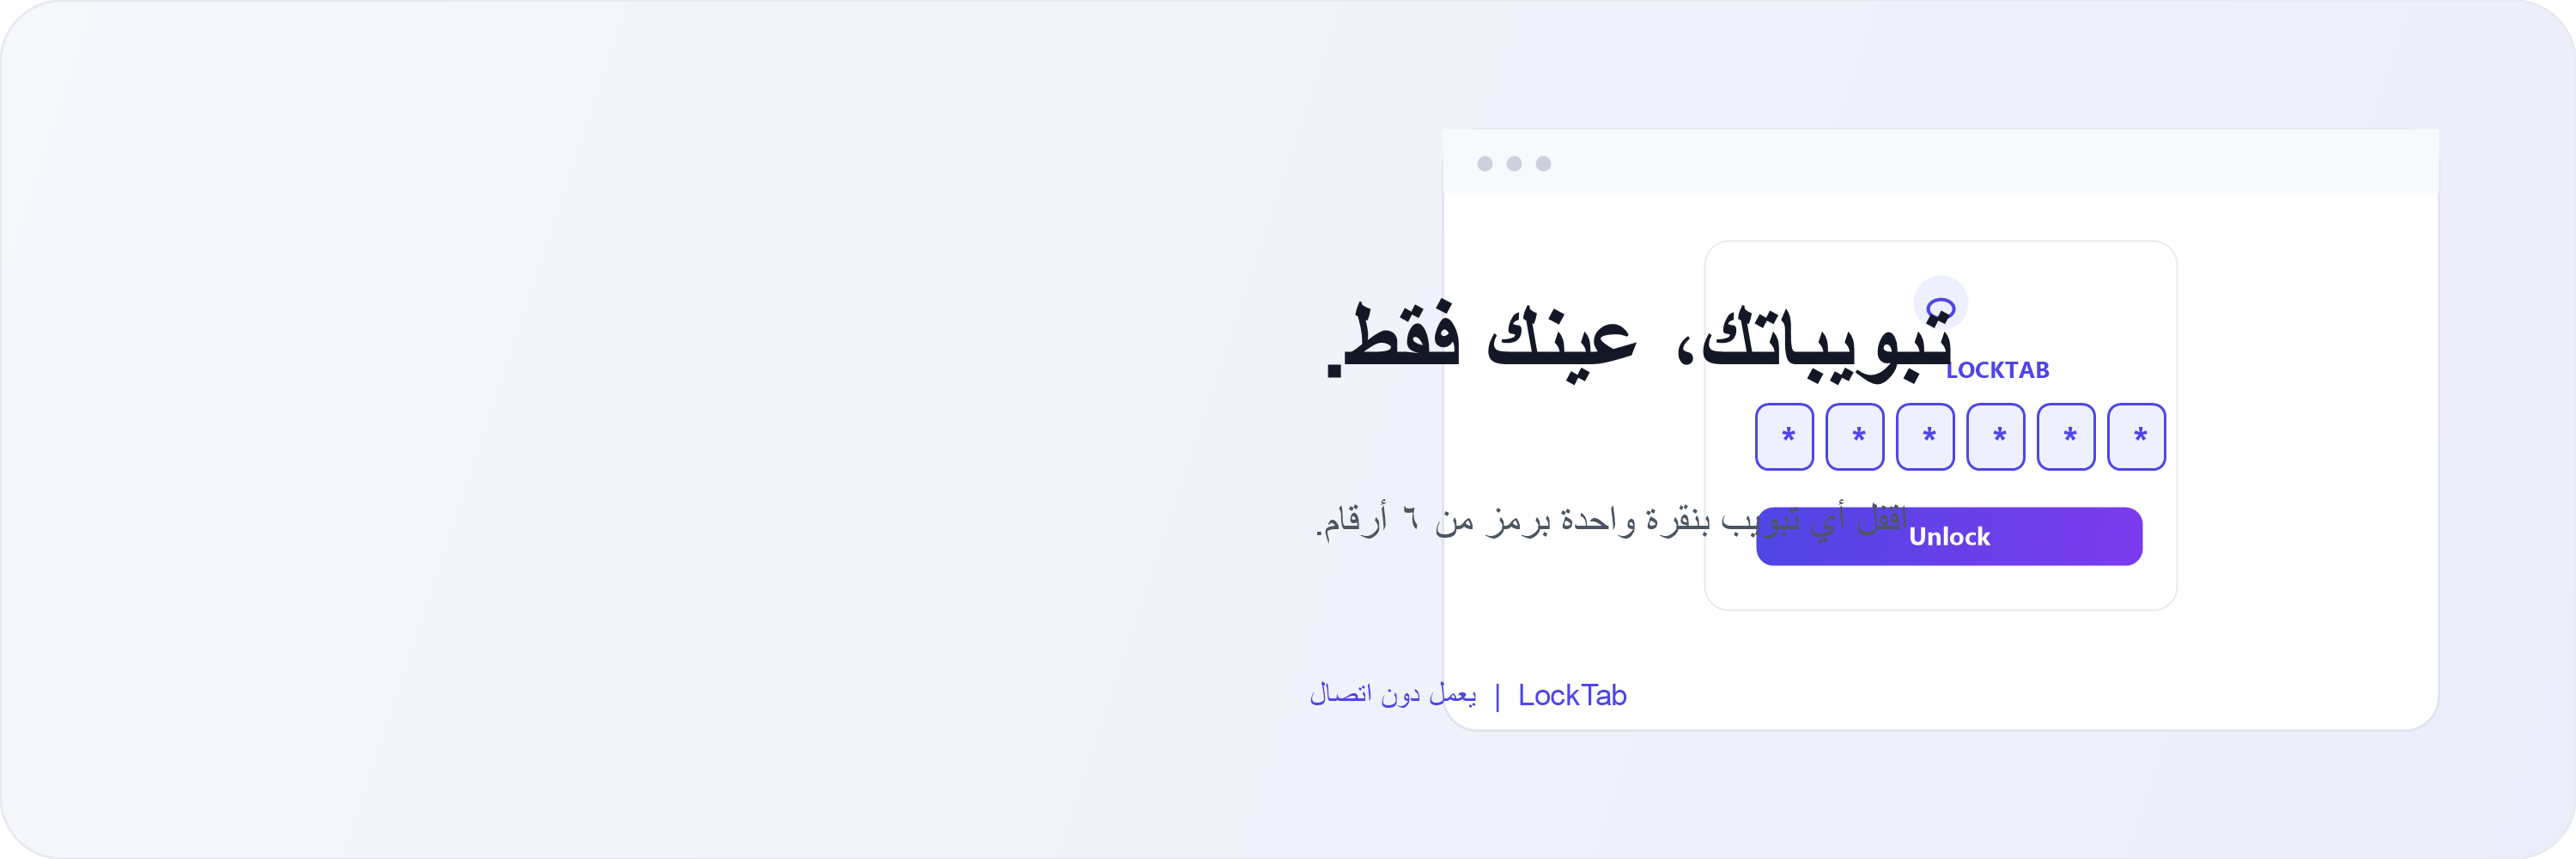 تبويباتك، عينك فقط.
LOCKTAB
* * * * * *
اقفل أي تبويب بنقرة واحدة برمز من ٦ أرقام.
Unlock
LockTab | يعمل دون اتصال